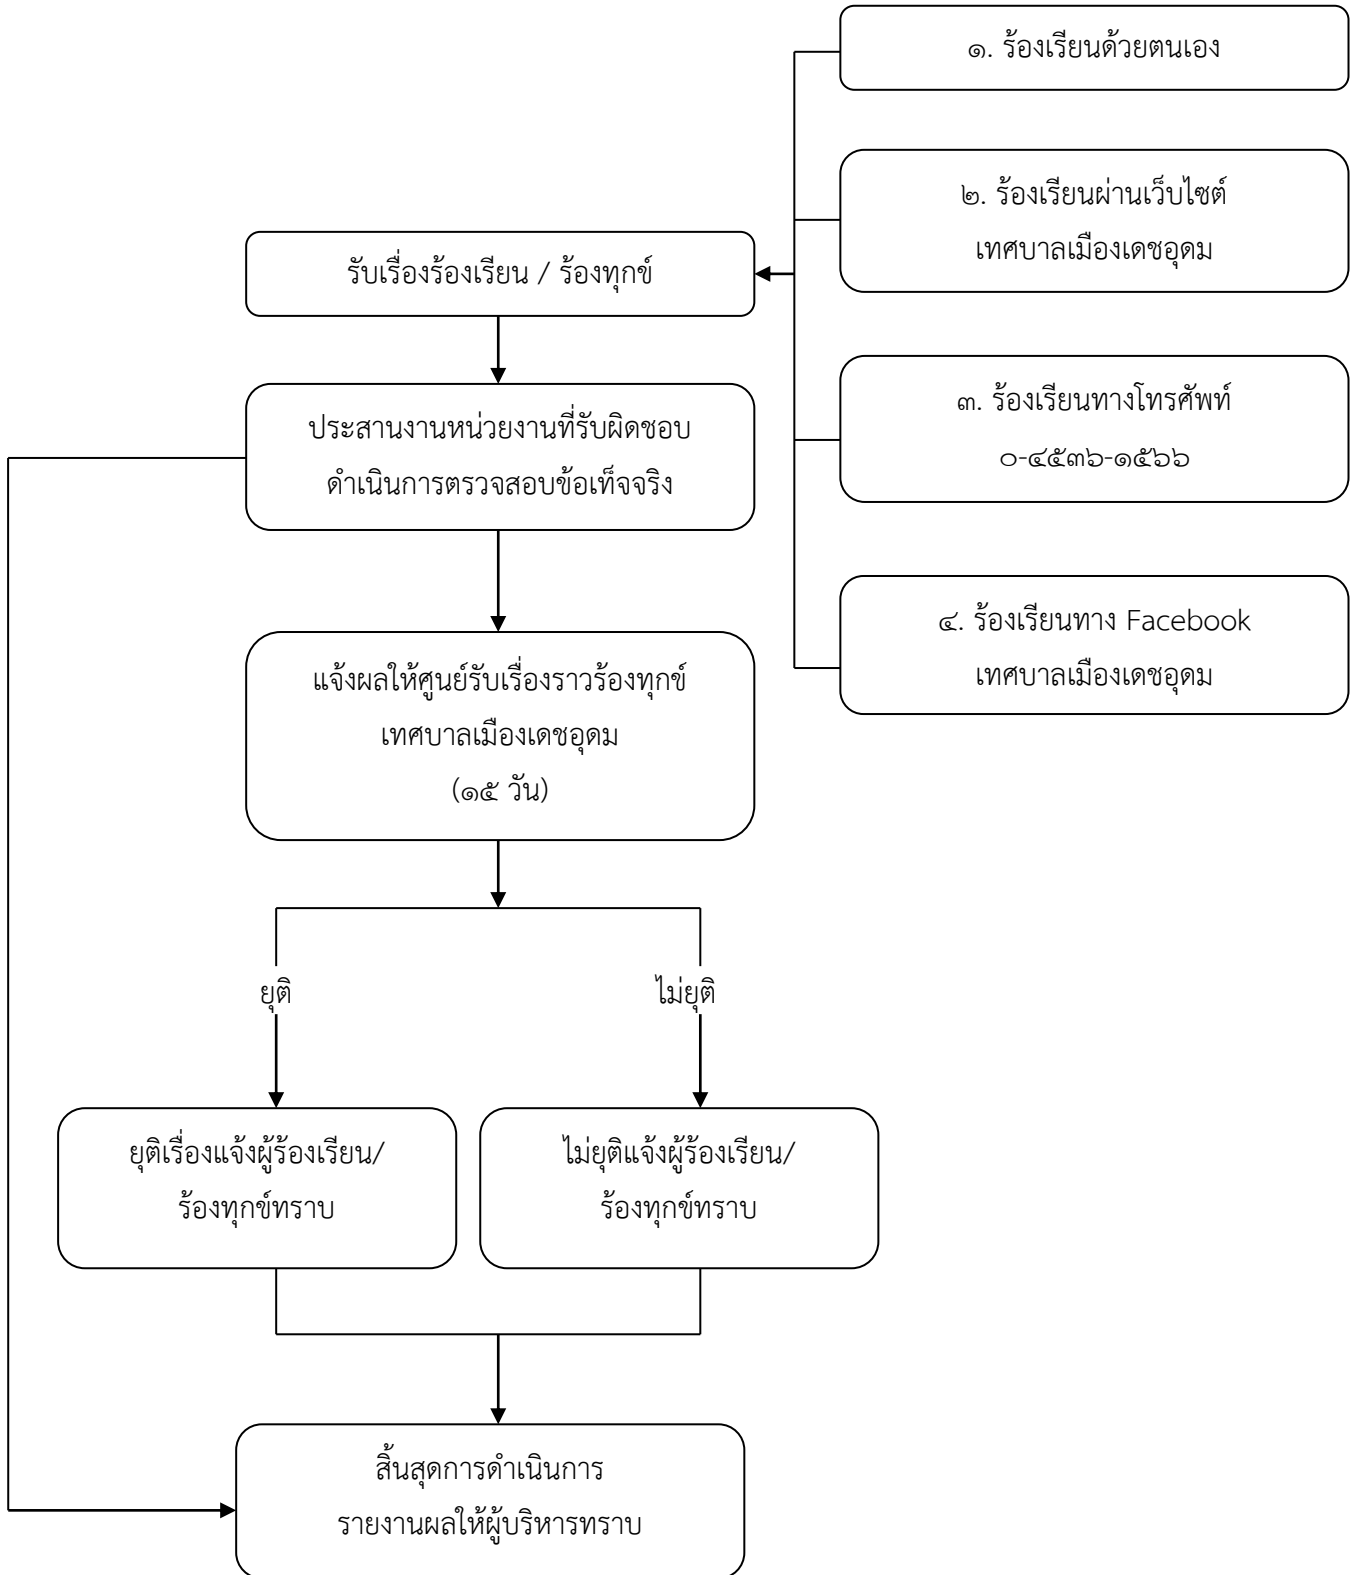 ๑. ร้องเรียนด้วยตนเอง
๒. ร้องเรียนผ่านเว็บไซต์
เทศบาลเมืองเดชอุดม
รับเรื่องร้องเรียน / ร้องทุกข์
๓. ร้องเรียนทางโทรศัพท์
๐-๔๕๓๖-๑๕๖๖
ประสานงานหน่วยงานที่รับผิดชอบ
ดำเนินการตรวจสอบข้อเท็จจริง
๔. ร้องเรียนทาง Facebook
เทศบาลเมืองเดชอุดม
แจ้งผลให้ศูนย์รับเรื่องราวร้องทุกข์
เทศบาลเมืองเดชอุดม
(๑๕ วัน)
ยุติ
ไม่ยุติ
ยุติเรื่องแจ้งผู้ร้องเรียน/
ร้องทุกข์ทราบ
ไม่ยุติแจ้งผู้ร้องเรียน/
ร้องทุกข์ทราบ
สิ้นสุดการดำเนินการ
รายงานผลให้ผู้บริหารทราบ